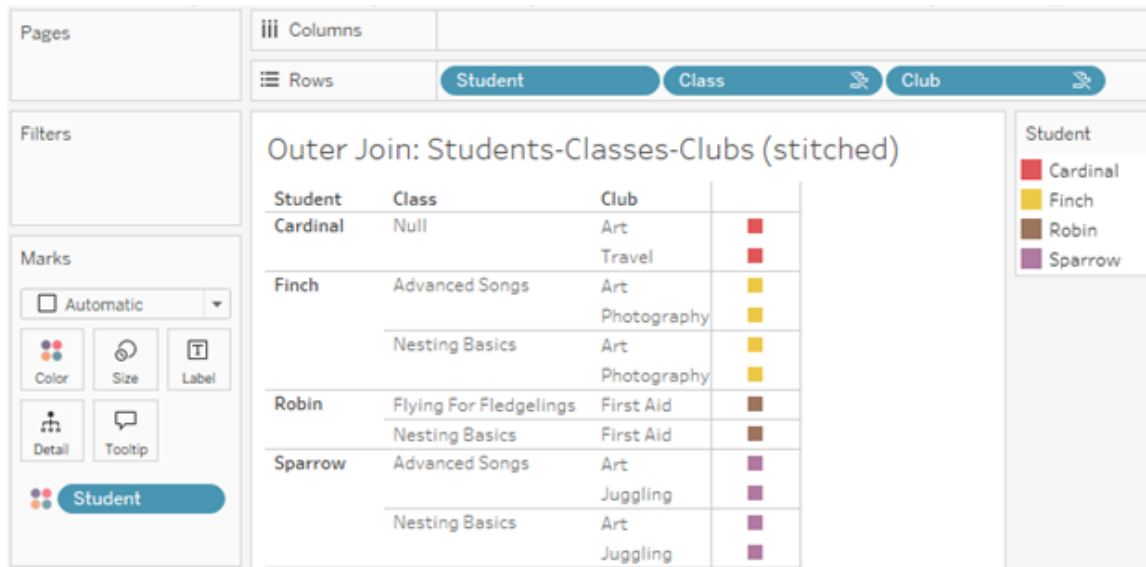 Pages
Columns
Rows
Student Class Club
Filters
Outer Join: Students-Classes-Clubs (stitched)
Student Class Club
Cardinal Null Art
Travel
Finch Advanced Songs Art
Photography
Nesting Basics Art
Photography
Robin Flying For Fledgelings First Aid
Nesting Basics First Aid
Sparrow Advanced Songs Art
Juggling
Nesting Basics Art
Juggling
Marks
Automatic
Color Size Label
Detail Tooltip
Student
Student
Cardinal
Finch
Robin
Sparrow